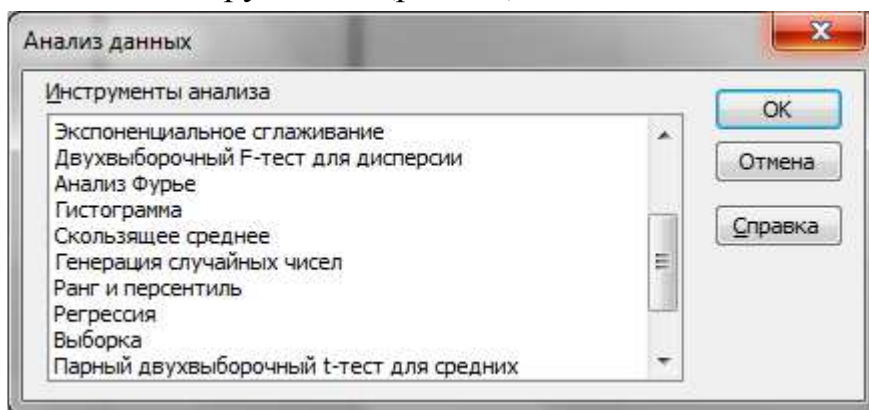 Анализ данных
Инструменты анализа
Экспоненциальное сглаживание
Двухвыборочный F-тест для дисперсии
Анализ Фурье
Гистограмма
Скользящее среднее
Генерация случайных чисел
Ранг и персентиль
Регрессия
Выборка
Парный двухвыборочный t-тест для средних
OK
Отмена
Справка